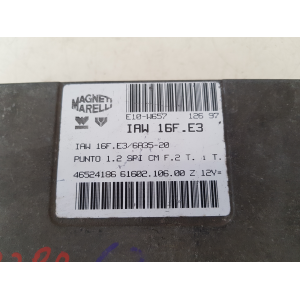 MAGNETI
MARELLI
E10-W657 126 97
IAW 16F.E3
IAW 16F.E3/6A35-20
PUNTO 1.2 SPI CM F.2 T. : T.
46524186 61602.106.00 Z 12V=